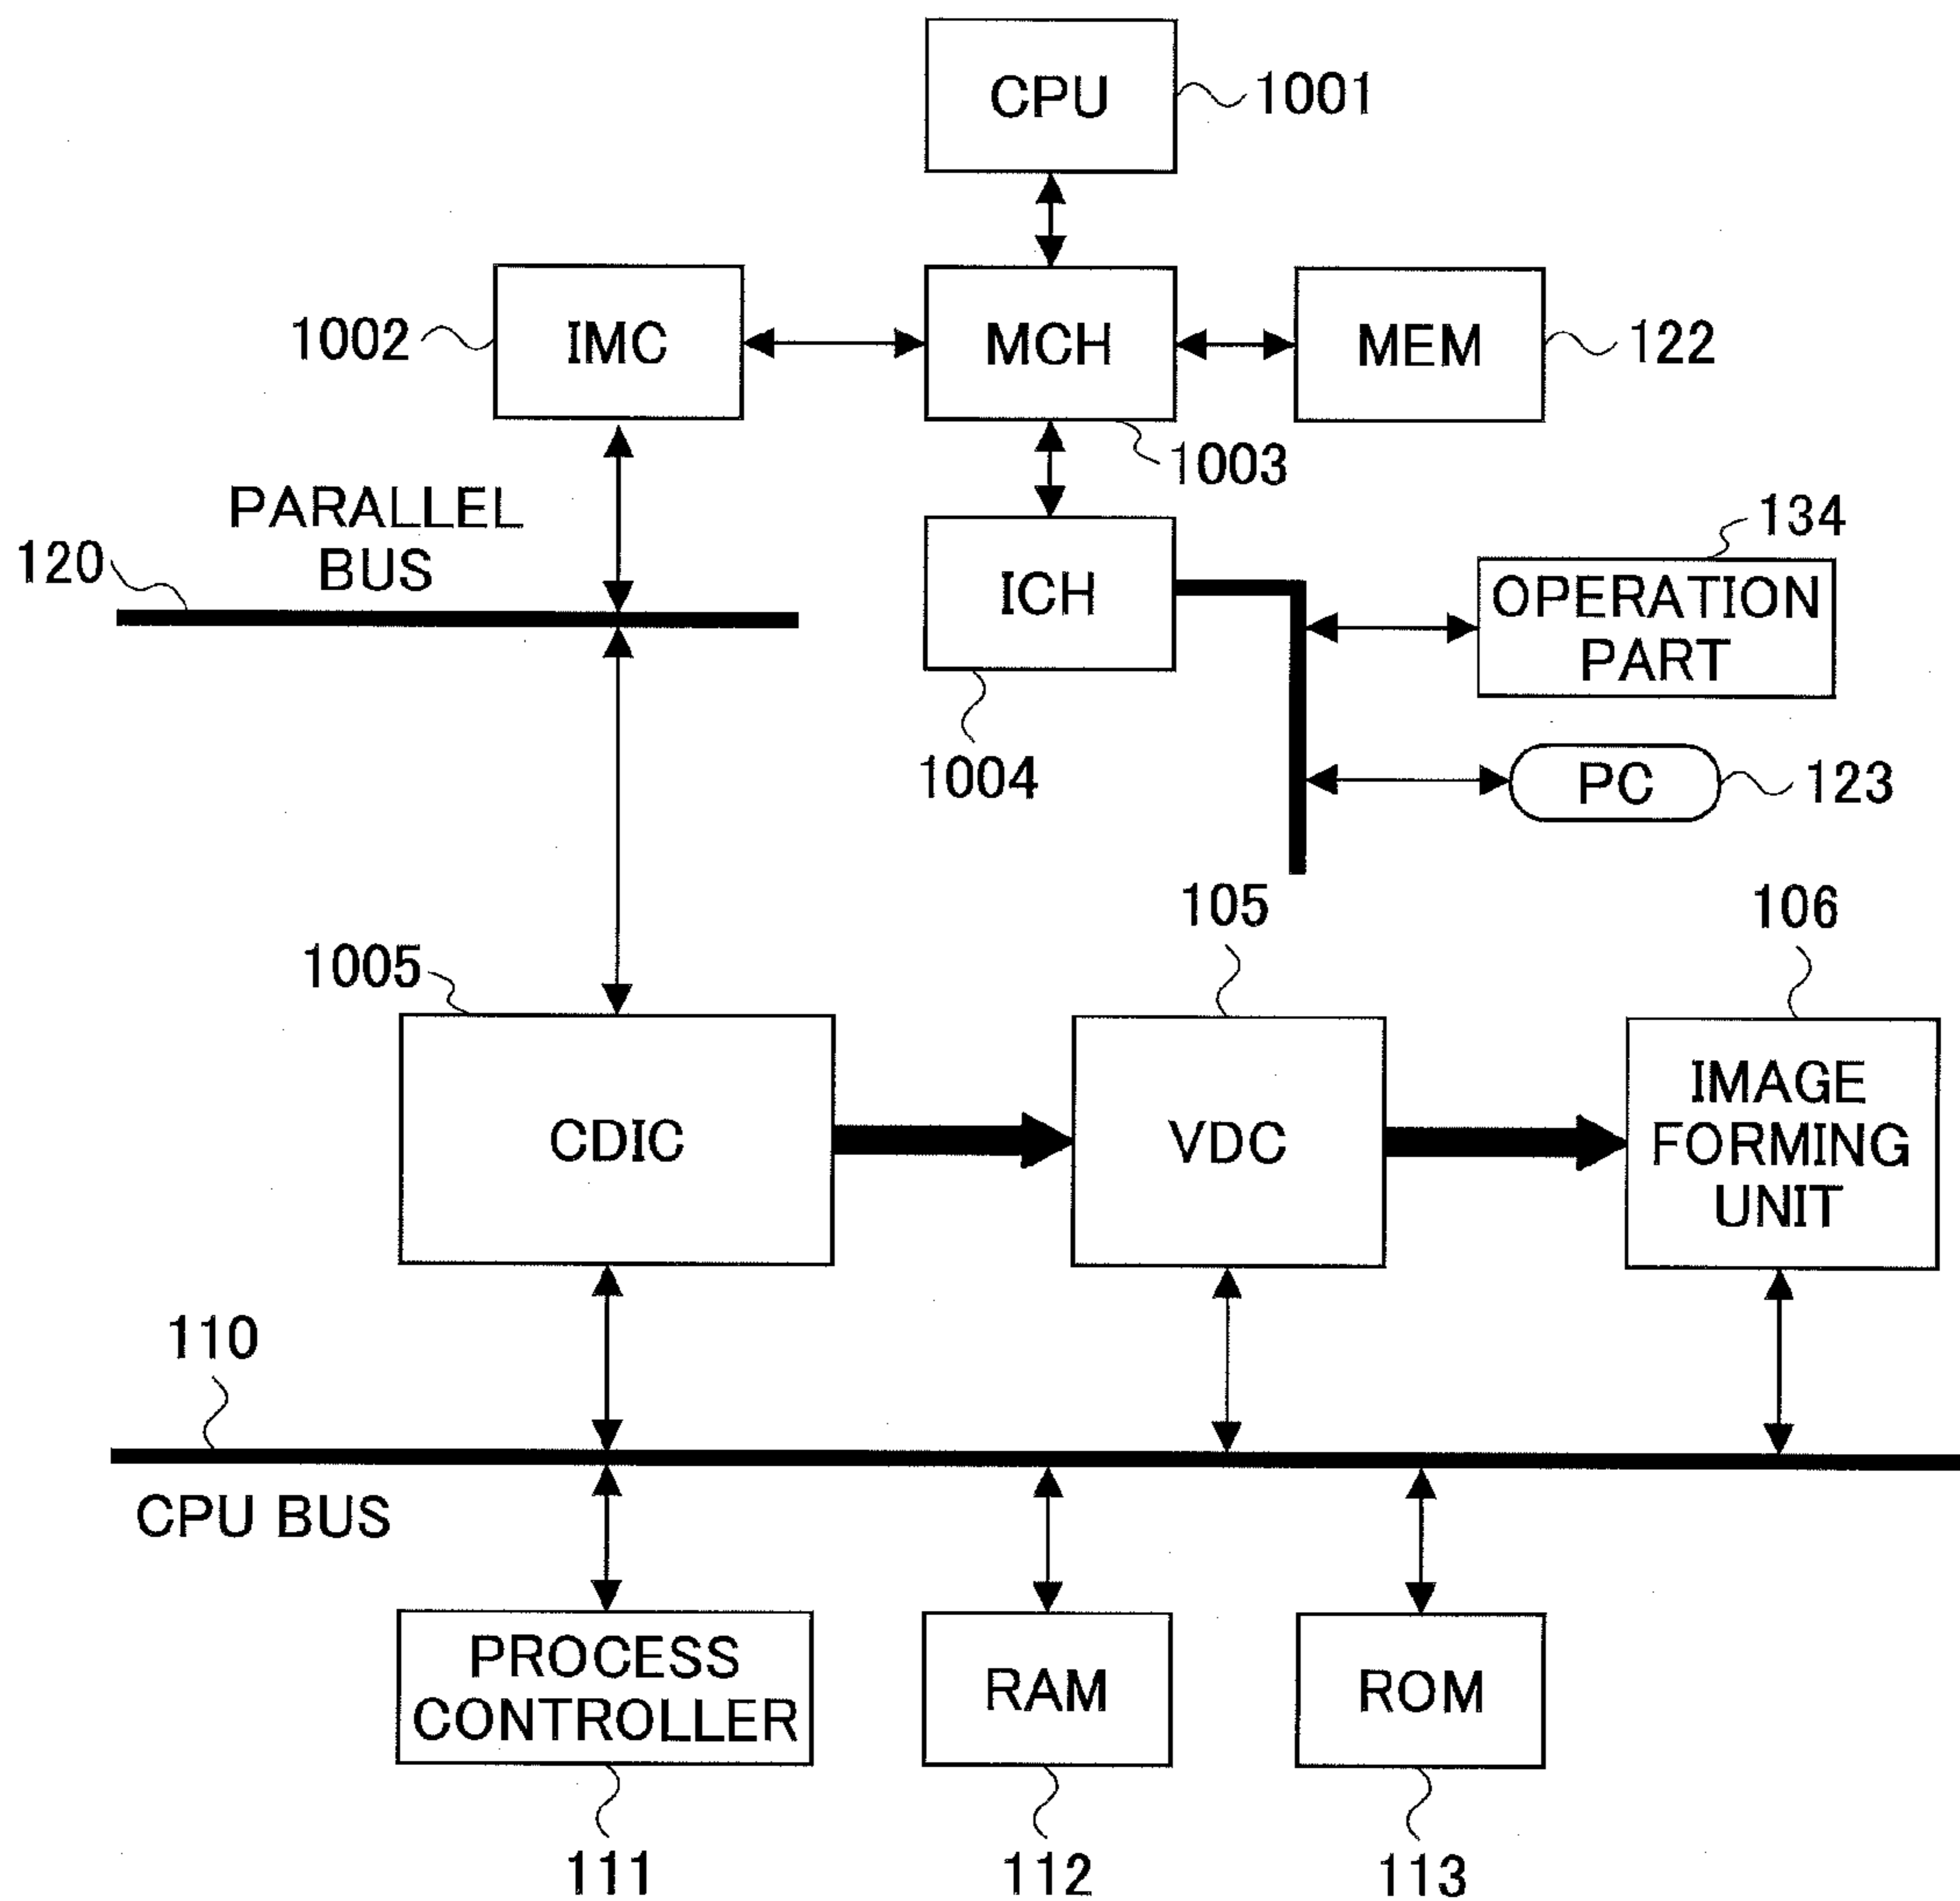 CPU
1001
1002
IMC
MCH
MEM
122
1003
PARALLEL
BUS
120
ICH
134
OPERATION
PART
1004
PC
123
105
106
1005
CDIC
VDC
IMAGE
FORMING
UNIT
110
CPU BUS
PROCESS
CONTROLLER
RAM
ROM
111
112
113